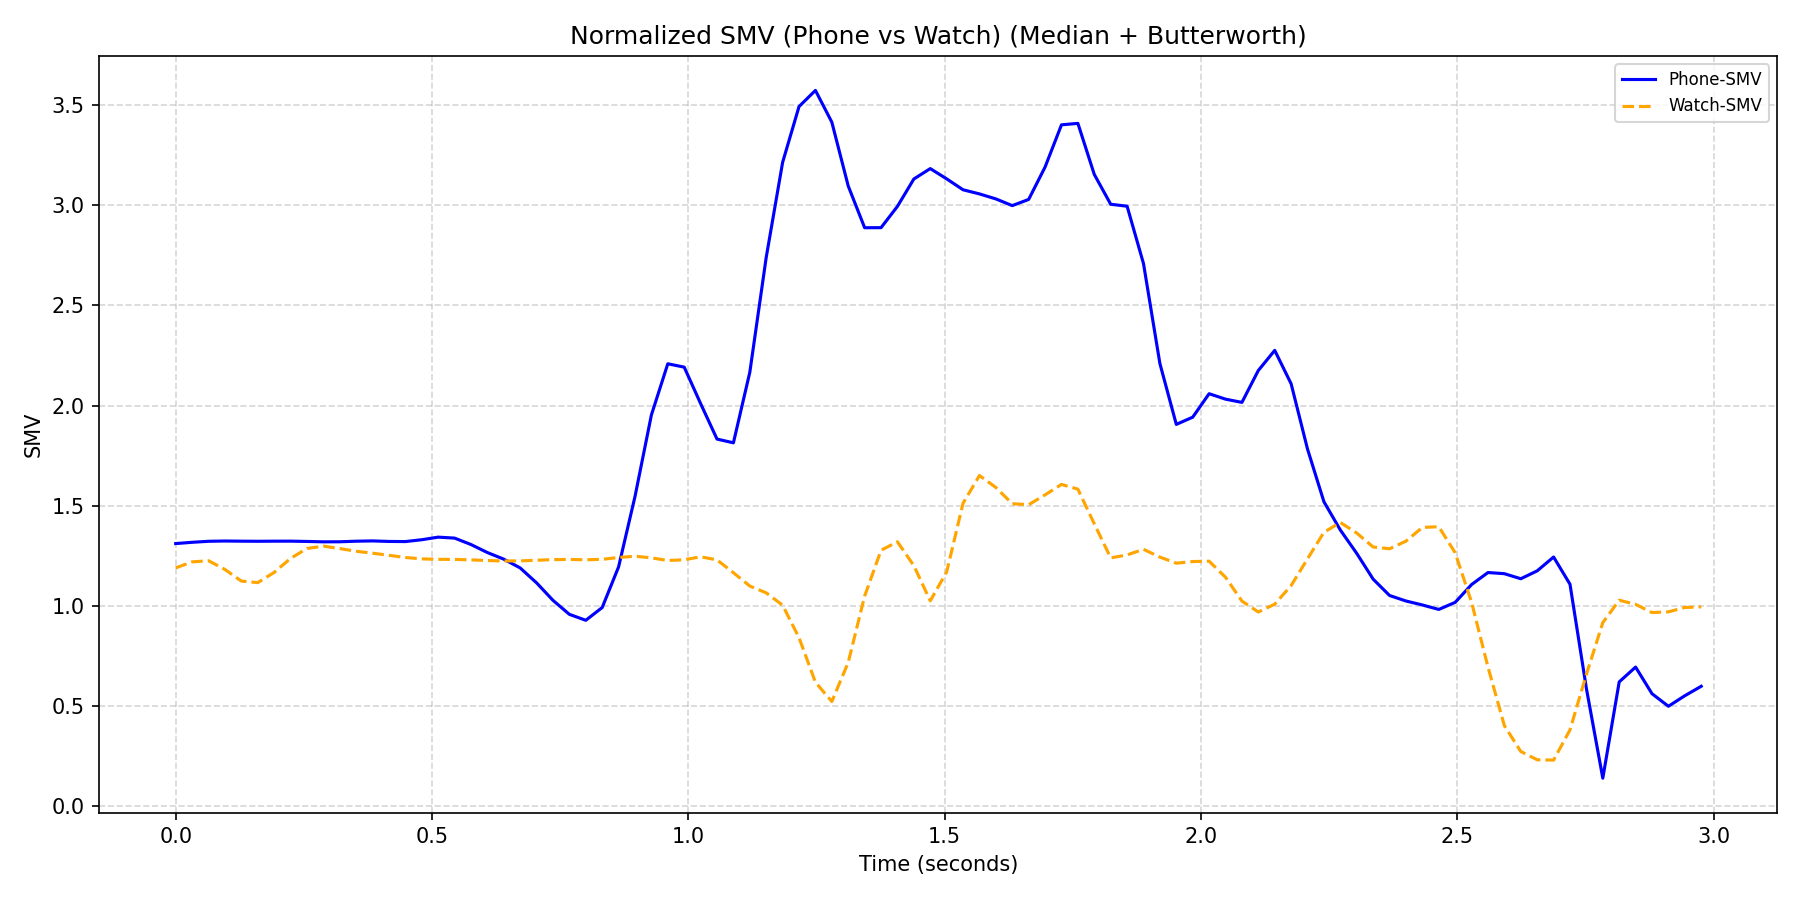 Normalized SMV (Phone vs Watch) (Median + Butterworth)
Phone-SMV
Watch-SMV
SMV
3.5
3.0
2.5
2.0
1.5
1.0
0.5
0.0
0.0 0.5 1.0 1.5 2.0 2.5 3.0
Time (seconds)